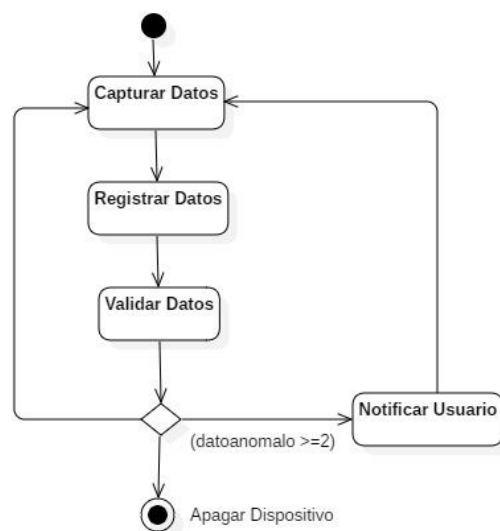 Capturar Datos
Registrar Datos
Validar Datos
Notificar Usuario
(datoanomalo >=2)
Apagar Dispositivo